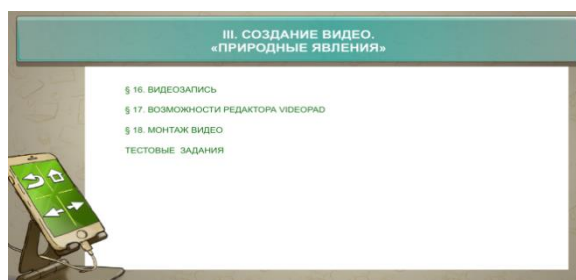 III. СОЗДАНИЕ ВИДЕО.
«ПРИРОДНЫЕ ЯВЛЕНИЯ»
§ 16. ВИДЕОЗАПИСЬ
§ 17. ВОЗМОЖНОСТИ РЕДАКТОРА VIDEOPAD
§ 18. МОНТАЖ ВИДЕО
ТЕСТОВЫЕ ЗАДАНИЯ